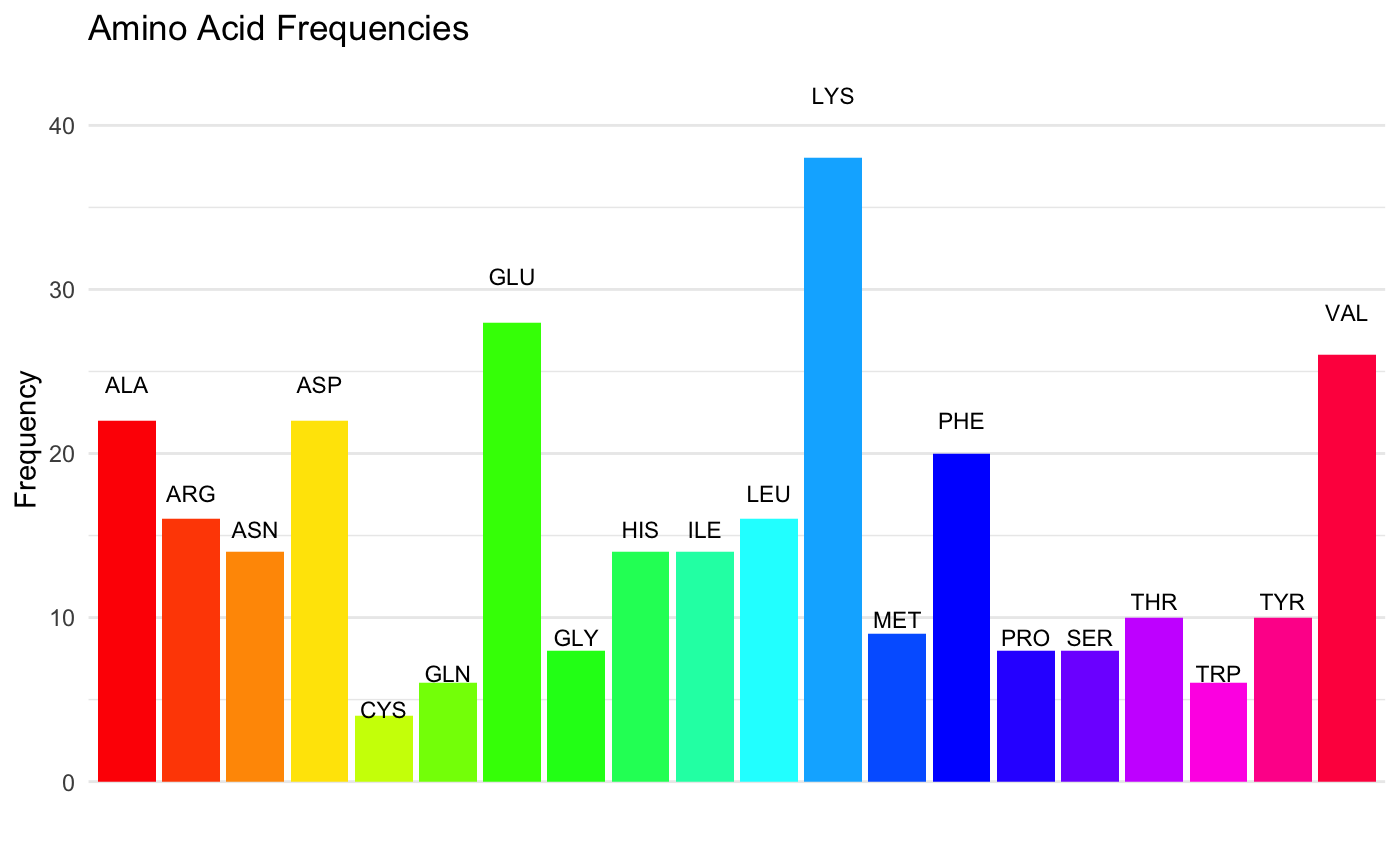 Amino Acid Frequencies
Frequency
40
30
20
10
0
ALA
ARG
ASN
ASP
CYS
GLN
GLU
GLY
HIS
ILE
LEU
LYS
MET
PHE
PRO
SER
THR
TRP
TYR
VAL